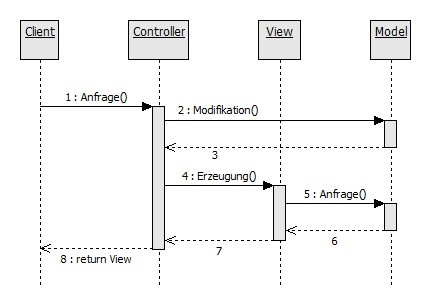 Client
Controller
View
Model
1 : Anfrage()
2 : Modifikation()
3
4 : Erzeugung()
5 : Anfrage()
6
7
8 : return View